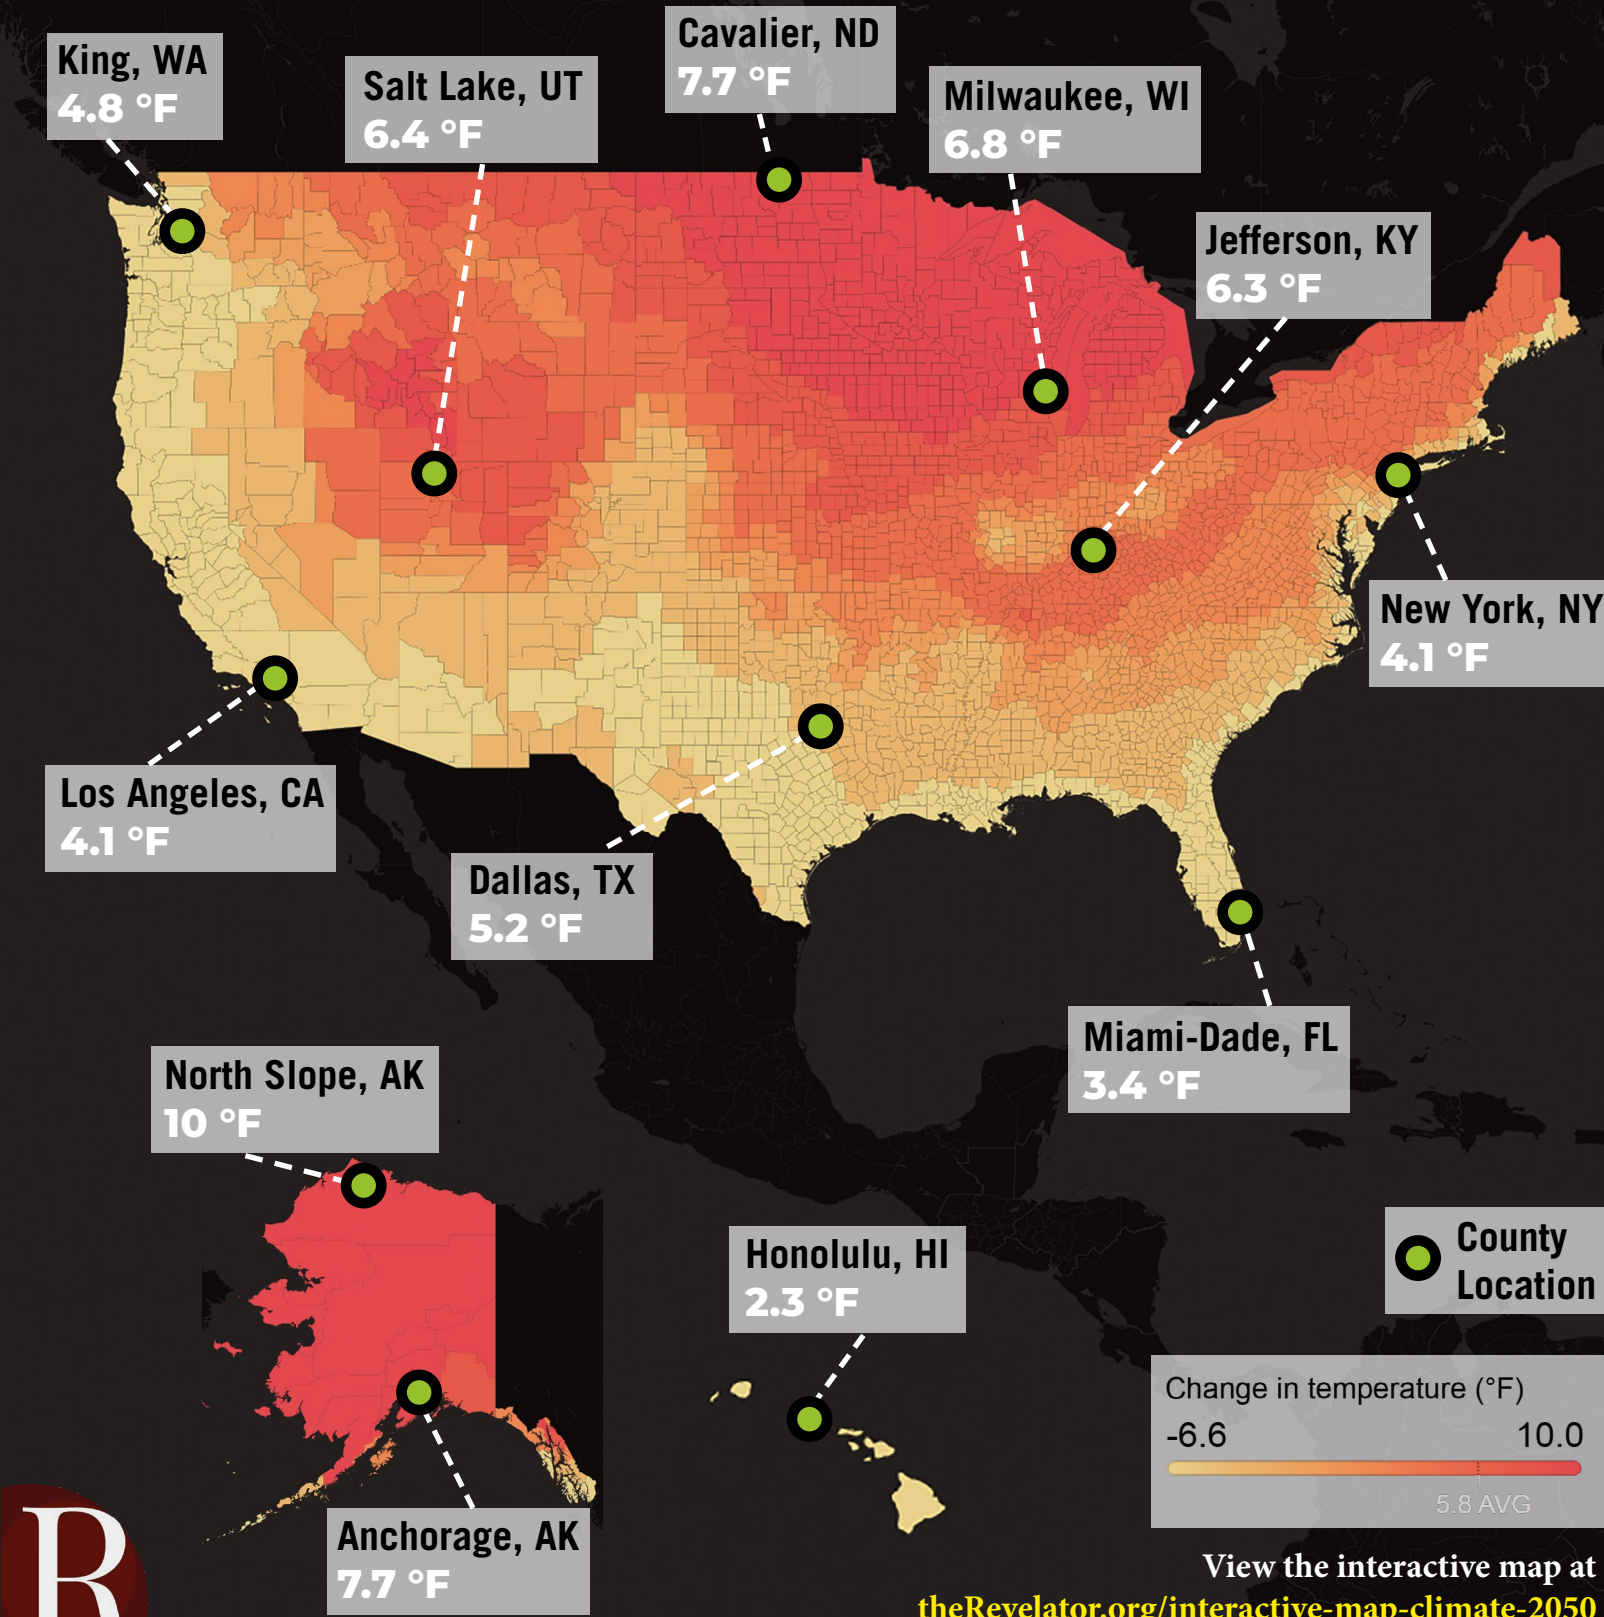 Cavalier, ND
7.7 °F
King, WA
4.8 °F
Salt Lake, UT
6.4 °F
Milwaukee, WI
6.8 °F
Jefferson, KY
6.3 °F
New York, NY
4.1 °F
Los Angeles, CA
4.1 °F
Dallas, TX
5.2 °F
Miami-Dade, FL
3.4 °F
North Slope, AK
10 °F
Honolulu, HI
2.3 °F
County
Location
Change in temperature (°F)
-6.6 10.0
5.8 AVG
Anchorage, AK
7.7 °F
R
View the interactive map at
theRevelator.org/interactive-map-climate-2050